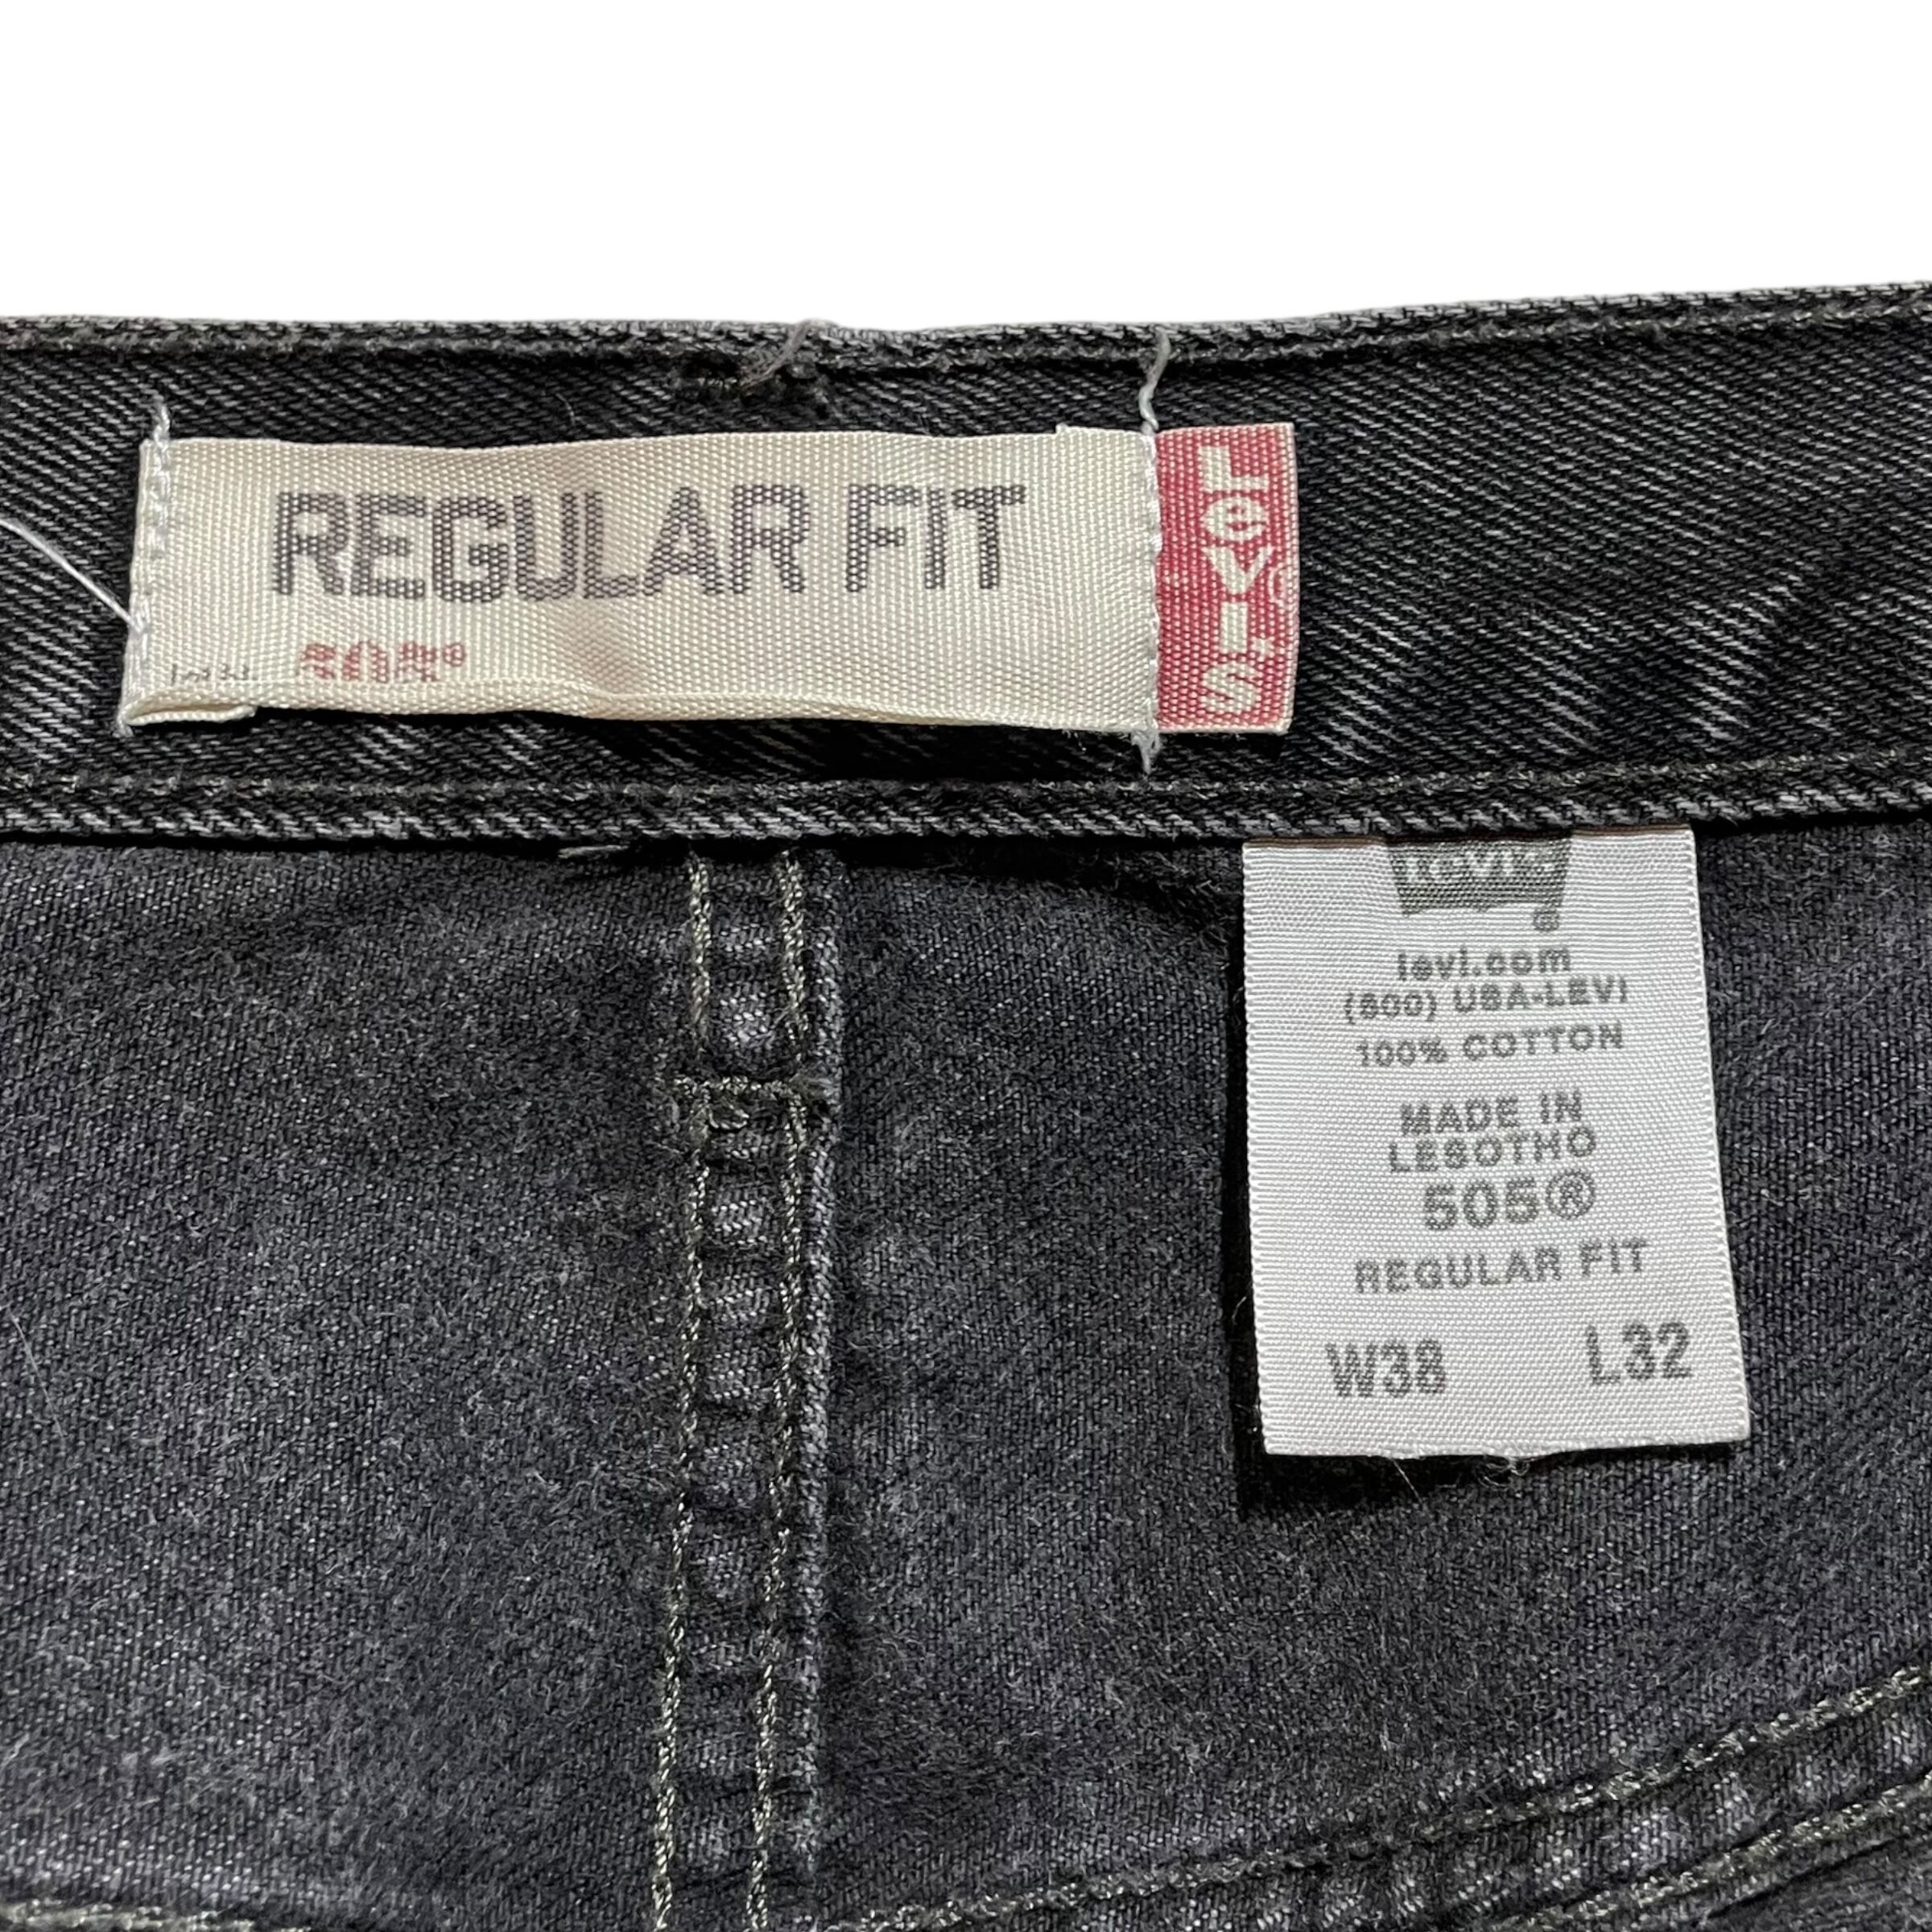 REGULAR FIT
505®
LEVI'S
Levi's
®
levi.com
(800) USA-LEVI
100% COTTON
MADE IN
LESOTHO
505®
REGULAR FIT
W38 L32